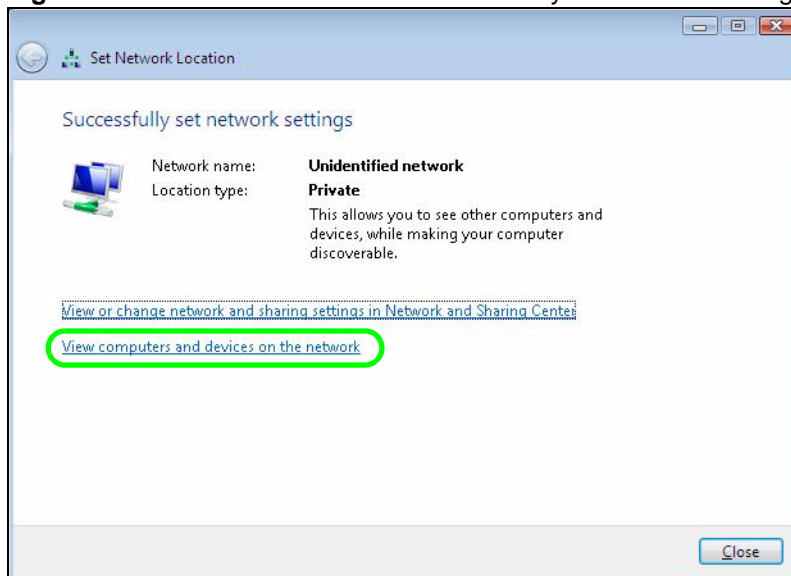 Set Network Location
Successfully set network settings
Network name: Unidentified network
Location type: Private
This allows you to see other computers and
devices, while making your computer
discoverable.
View or change network and sharing settings in Network and Sharing Center
View computers and devices on the network
Close